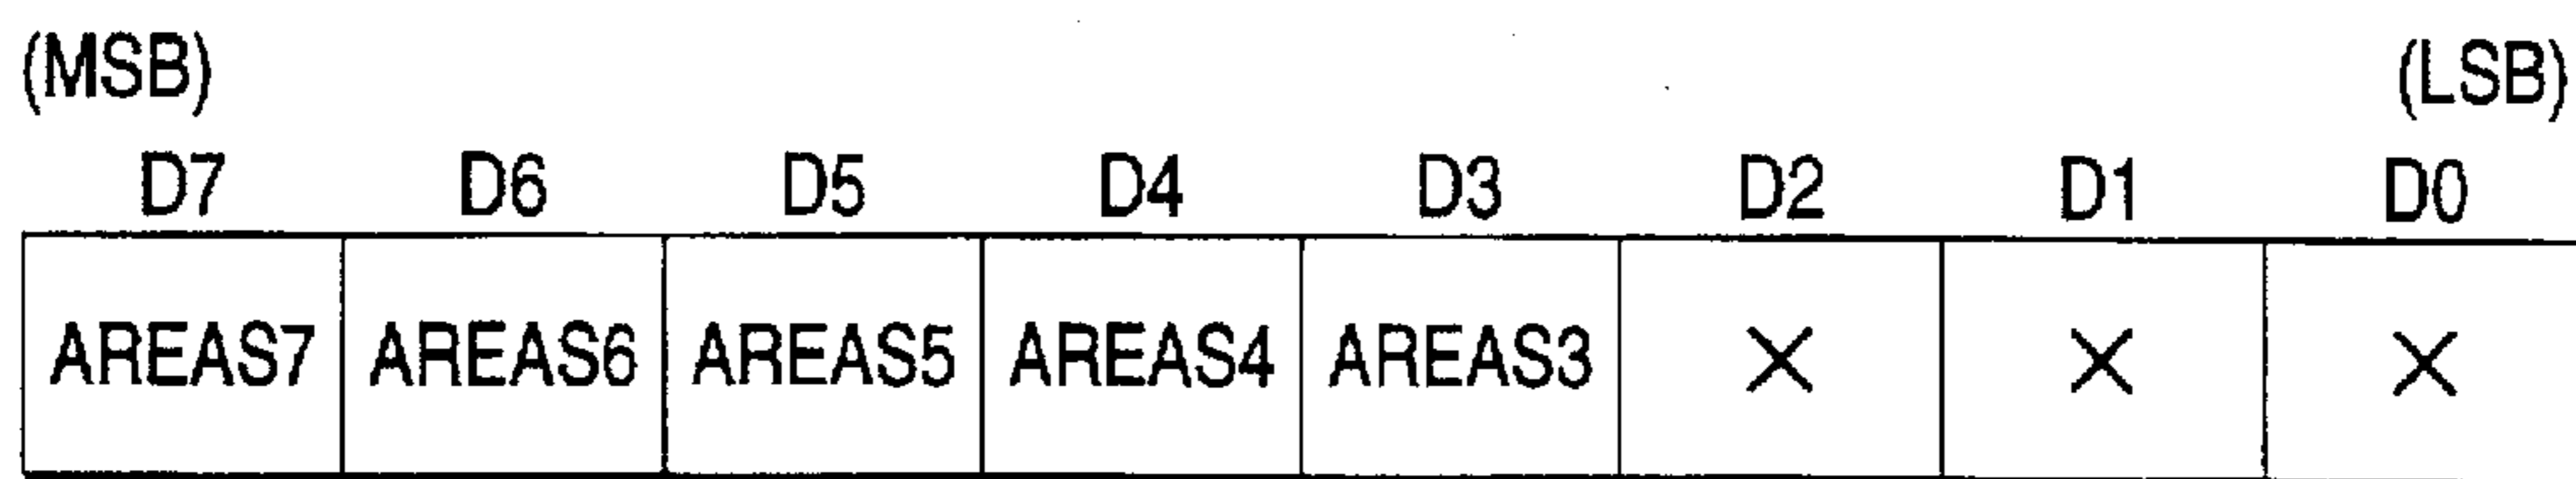 (MSB) (LSB)
D7 D6 D5 D4 D3 D2 D1 D0
AREAS7 AREAS6 AREAS5 AREAS4 AREAS3 × × ×